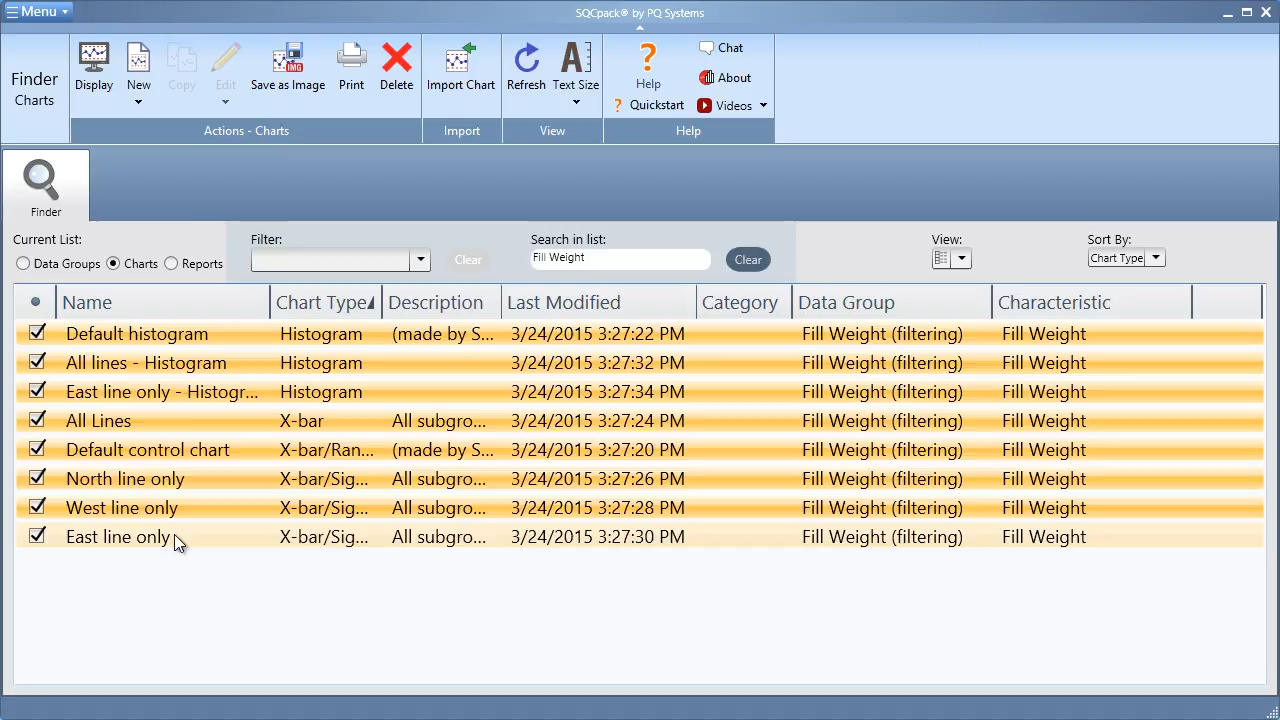 Menu
SQCpack® by PQ Systems
Finder
Charts
Display
New
Copy
Edit
IMG
Save as Image
Print
Delete
Actions - Charts
Import Chart
Import
Refresh
A
Text Size
View
?
Help
? Quickstart
Chat
About
Videos
Help
Finder
Current List:
Data Groups Charts Reports
Filter:
Clear
Search in list:
Fill Weight
Clear
View:
Sort By:
Chart Type
Name Chart Type Description Last Modified Category Data Group Characteristic
Default histogram Histogram (made by S... 3/24/2015 3:27:22 PM Fill Weight (filtering) Fill Weight
All lines - Histogram Histogram 3/24/2015 3:27:32 PM Fill Weight (filtering) Fill Weight
East line only - Histogr... Histogram 3/24/2015 3:27:34 PM Fill Weight (filtering) Fill Weight
All Lines X-bar All subgro... 3/24/2015 3:27:24 PM Fill Weight (filtering) Fill Weight
Default control chart X-bar/Ran... (made by S... 3/24/2015 3:27:20 PM Fill Weight (filtering) Fill Weight
North line only X-bar/Sig... All subgro... 3/24/2015 3:27:26 PM Fill Weight (filtering) Fill Weight
West line only X-bar/Sig... All subgro... 3/24/2015 3:27:28 PM Fill Weight (filtering) Fill Weight
East line only X-bar/Sig... All subgro... 3/24/2015 3:27:30 PM Fill Weight (filtering) Fill Weight